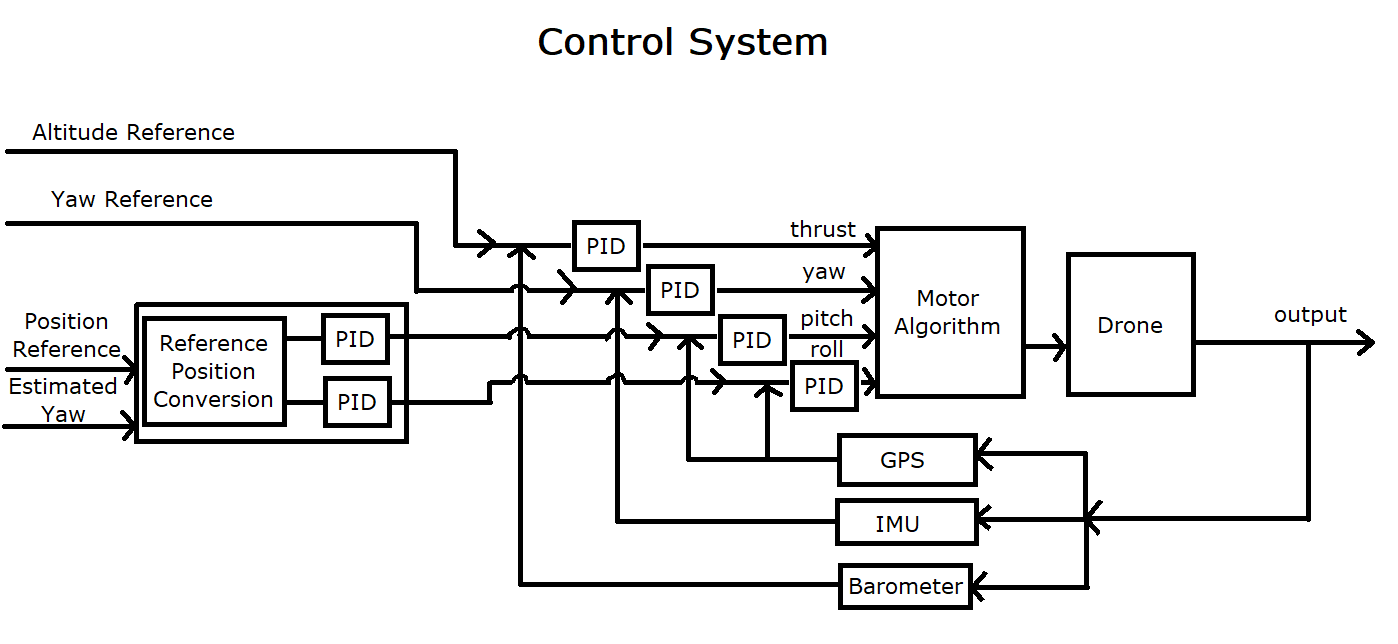 Control System
Altitude Reference
Yaw Reference
PID
thrust
PID
yaw
Position
Reference
Estimated
Yaw
Reference
Position
Conversion
PID
PID
PID
pitch
roll
PID
Motor
Algorithm
Drone
output
GPS
IMU
Barometer